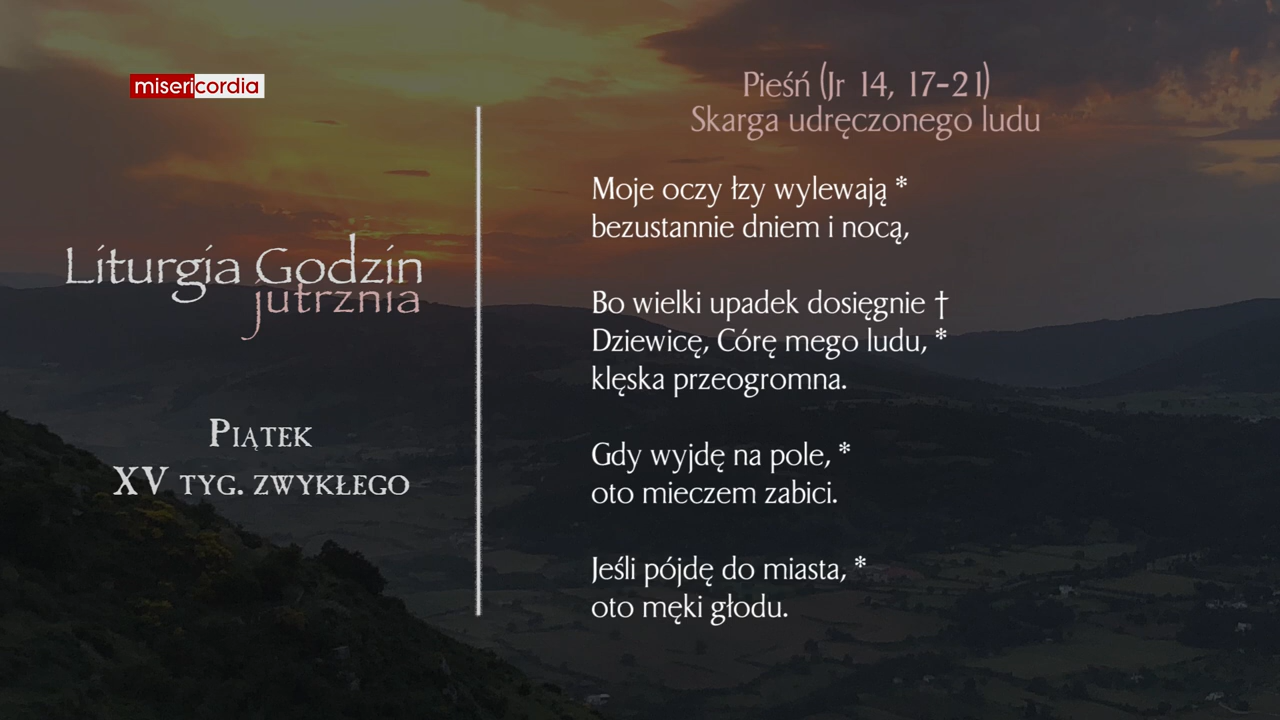 misericordia
Liturgia Godzin
jutrznia
Piątek
XV tyg. zwykłego
Pieśń (Jr 14, 17-21)
Skarga udręczonego ludu
Moje oczy łzy wylewają *
bezustannie dniem i nocą,
Bo wielki upadek dosięgnie †
Dziewicę, Córę mego ludu, *
klęska przeogromna.
Gdy wyjdę na pole, *
oto mieczem zabici.
Jeśli pójdę do miasta, *
oto męki głodu.